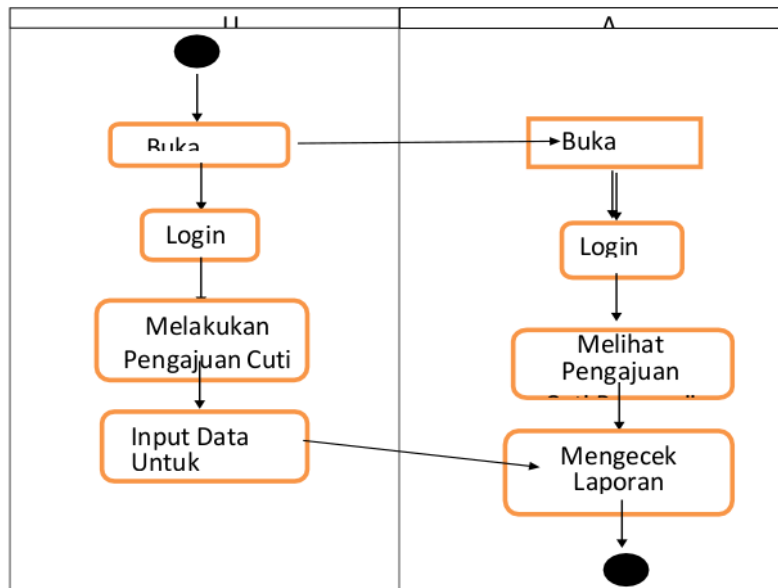 Buka
Login
Melakukan
Pengajuan Cuti
Input Data
Untuk
Buka
Login
Melihat
Pengajuan
Mengecek
Laporan